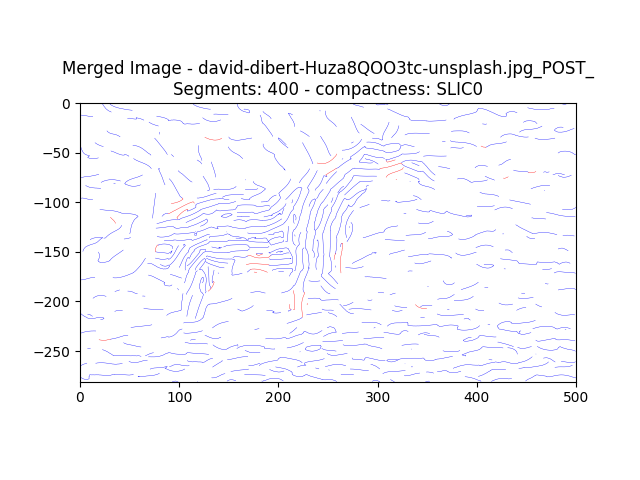 Merged Image - david-dibert-Huza8QOO3tc-unsplash.jpg_POST_
Segments: 400 - compactness: SLIC0
0
−50
−100
−150
−200
−250
0 100 200 300 400 500